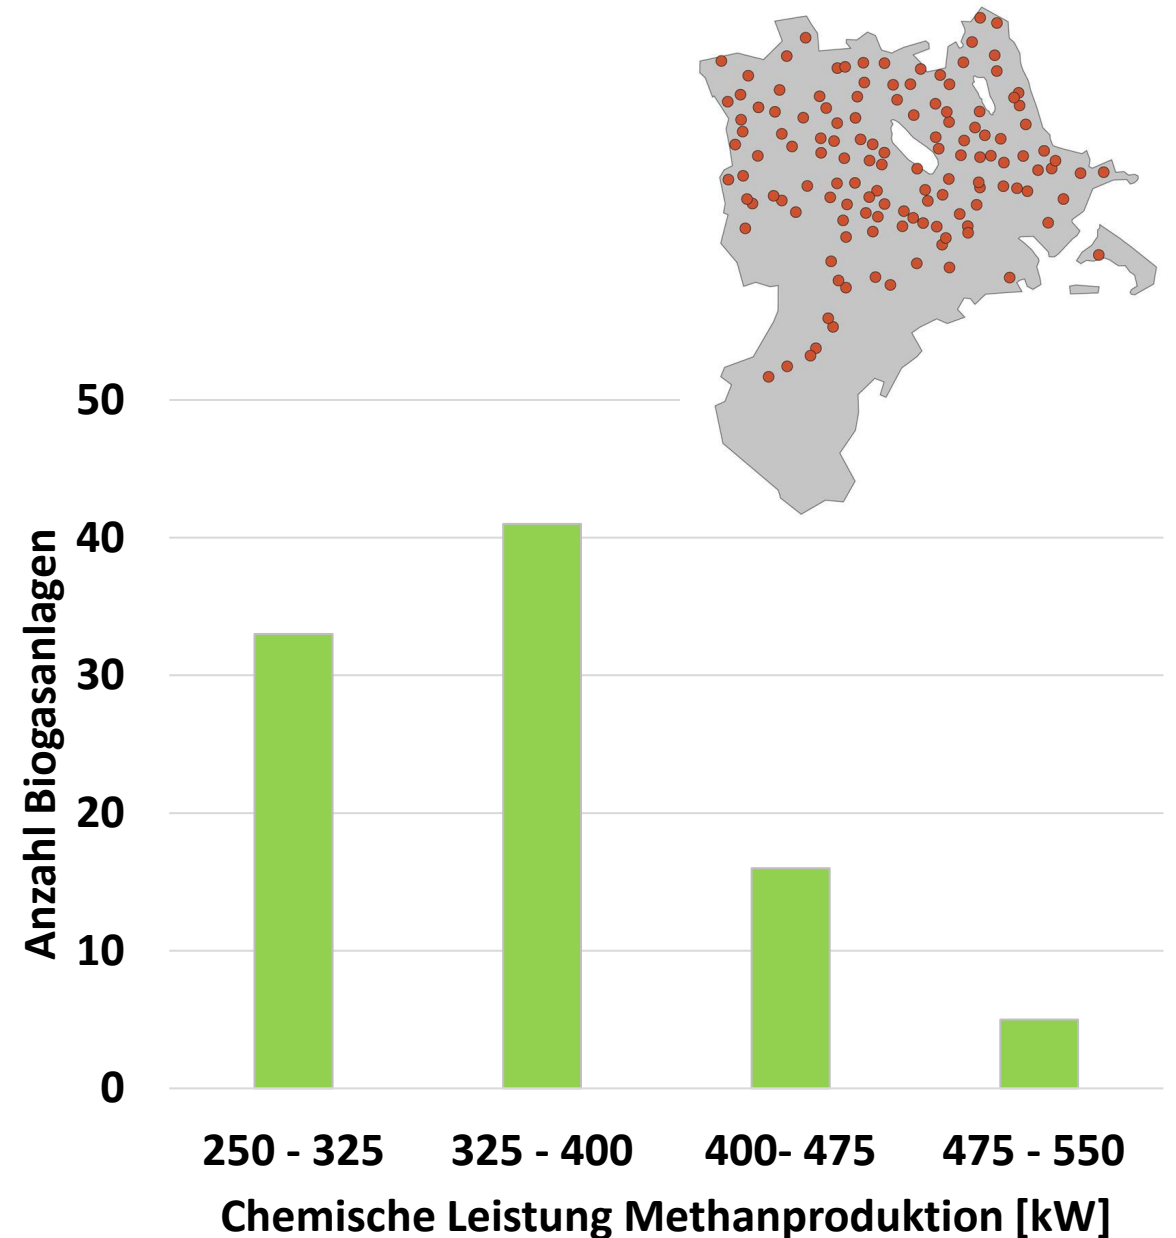 50
40
30
20
10
0
Anzahl Biogasanlagen
250 - 325
325 - 400
400- 475
475 - 550
Chemische Leistung Methanproduktion [kW]